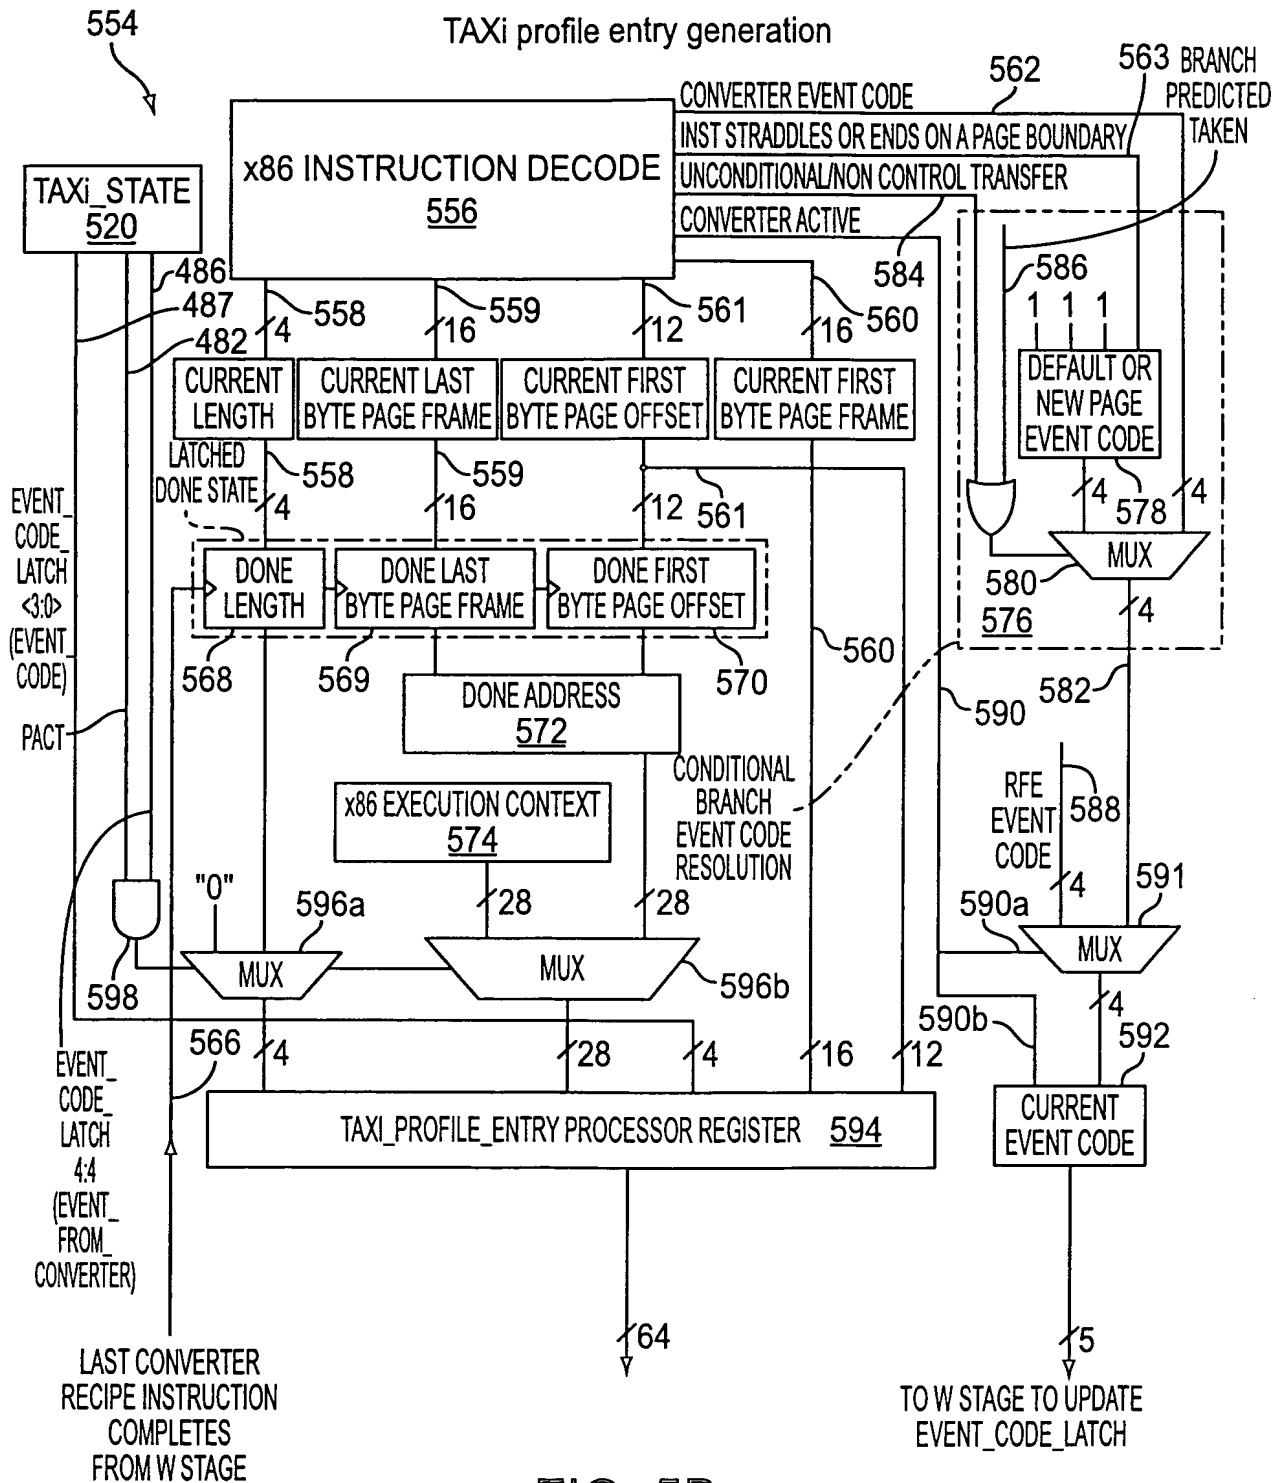 554
TAXi profile entry generation
TAXi_STATE
520
x86 INSTRUCTION DECODE
556
CONVERTER EVENT CODE
562
563
BRANCH
PREDICTED
TAKEN
INST STRADDLES OR ENDS ON A PAGE BOUNDARY
UNCONDITIONAL/NON CONTROL TRANSFER
CONVERTER ACTIVE
584
586
486
487
482
558
4
559
16
561
12
560
16
1
1
1
CURRENT
LENGTH
CURRENT LAST
BYTE PAGE FRAME
CURRENT FIRST
BYTE PAGE OFFSET
CURRENT FIRST
BYTE PAGE FRAME
DEFAULT OR
NEW PAGE
EVENT CODE
LATCHED
DONE STATE
558
4
559
16
12
561
4
578
4
EVENT_
CODE_
LATCH
<3:0>
(EVENT_
CODE)
DONE
LENGTH
DONE LAST
BYTE PAGE FRAME
DONE FIRST
BYTE PAGE OFFSET
MUX
580
4
576
568
569
570
560
582
590
PACT
DONE ADDRESS
572
CONDITIONAL
BRANCH
EVENT CODE
RESOLUTION
x86 EXECUTION CONTEXT
574
RFE
EVENT
CODE
588
4
"0"
596a
28
28
590a
591
598
MUX
MUX
596b
MUX
4
590b
592
566
4
28
4
16
12
EVENT_
CODE_
LATCH
4:4
(EVENT_
FROM_
CONVERTER)
TAXI_PROFILE_ENTRY PROCESSOR REGISTER 594
CURRENT
EVENT CODE
64
5
LAST CONVERTER
RECIPE INSTRUCTION
COMPLETES
FROM W STAGE
TO W STAGE TO UPDATE
EVENT_CODE_LATCH